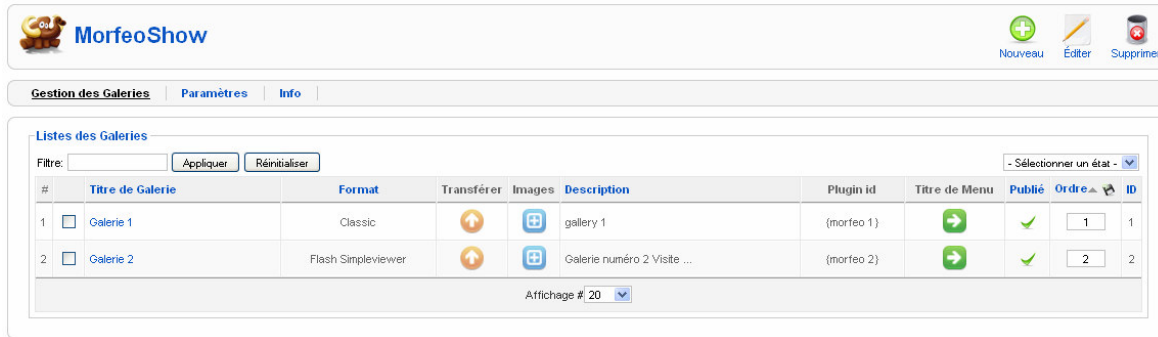 MorfeoShow
Nouveau Éditer Supprime
Gestion des Galeries Paramètres Info
Listes des Galeries
Filtre: Appliquer Réinitialiser - Sélectionner un état -
# Titre de Galerie Format Transférer Images Description Plugin id Titre de Menu Publié Ordre ID
1 Galerie 1 Classic gallery 1 {morfeo 1} 1 1
2 Galerie 2 Flash Simpleviewer Galerie numéro 2 Visite ... {morfeo 2} 2 2
Affichage # 20